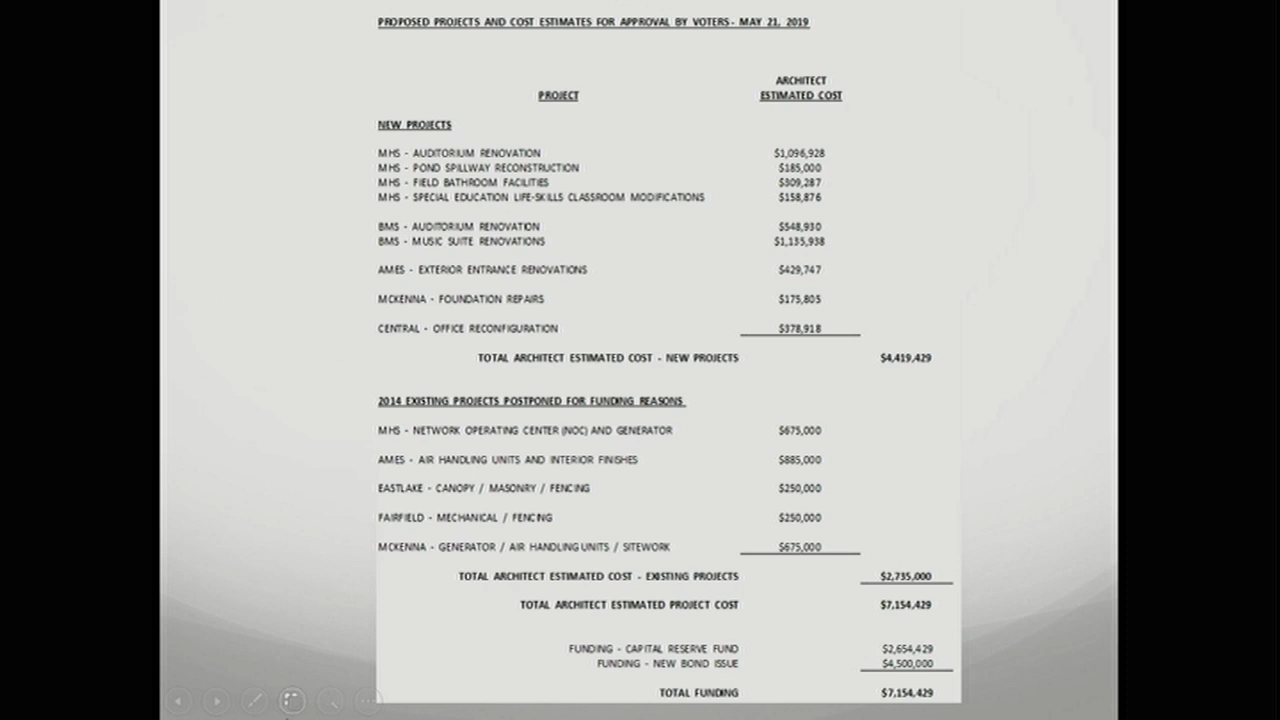 PROPOSED PROJECTS AND COST ESTIMATES FOR APPROVAL BY VOTERS- MAY 21, 2019
ARCHITECT
PROJECT ESTIMATED COST
NEW PROJECTS
MHS - AUDITORIUM RENOVATION $1,096,928
MHS - POND SPILLWAY RECONSTRUCTION $185,000
MHS - FIELD BATHROOM FACILITIES $309,287
MHS - SPECIAL EDUCATION LIFE-SKILLS CLASSROOM MODIFICATIONS $158,876
BMS - AUDITORIUM RENOVATION $548,930
BMS - MUSIC SUITE RENOVATIONS $1,135,938
AMES - EXTERIOR ENTRANCE RENOVATIONS $429,747
MCKENNA - FOUNDATION REPAIRS $175,805
CENTRAL - OFFICE RECONFIGURATION $378,918
TOTAL ARCHITECT ESTIMATED COST - NEW PROJECTS $4,419,429
2014 EXISTING PROJECTS POSTPONED FOR FUNDING REASONS
MHS - NETWORK OPERATING CENTER (NOC) AND GENERATOR $675,000
AMES - AIR HANDLING UNITS AND INTERIOR FINISHES $885,000
EASTLAKE - CANOPY / MASONRY / FENCING $250,000
FAIRFIELD - MECHANICAL / FENCING $250,000
MCKENNA - GENERATOR / AIR HANDLING UNITS / SITEWORK $675,000
TOTAL ARCHITECT ESTIMATED COST - EXISTING PROJECTS $2,735,000
TOTAL ARCHITECT ESTIMATED PROJECT COST $7,154,429
FUNDING - CAPITAL RESERVE FUND $2,654,429
FUNDING - NEW BOND ISSUE $4,500,000
TOTAL FUNDING $7,154,429